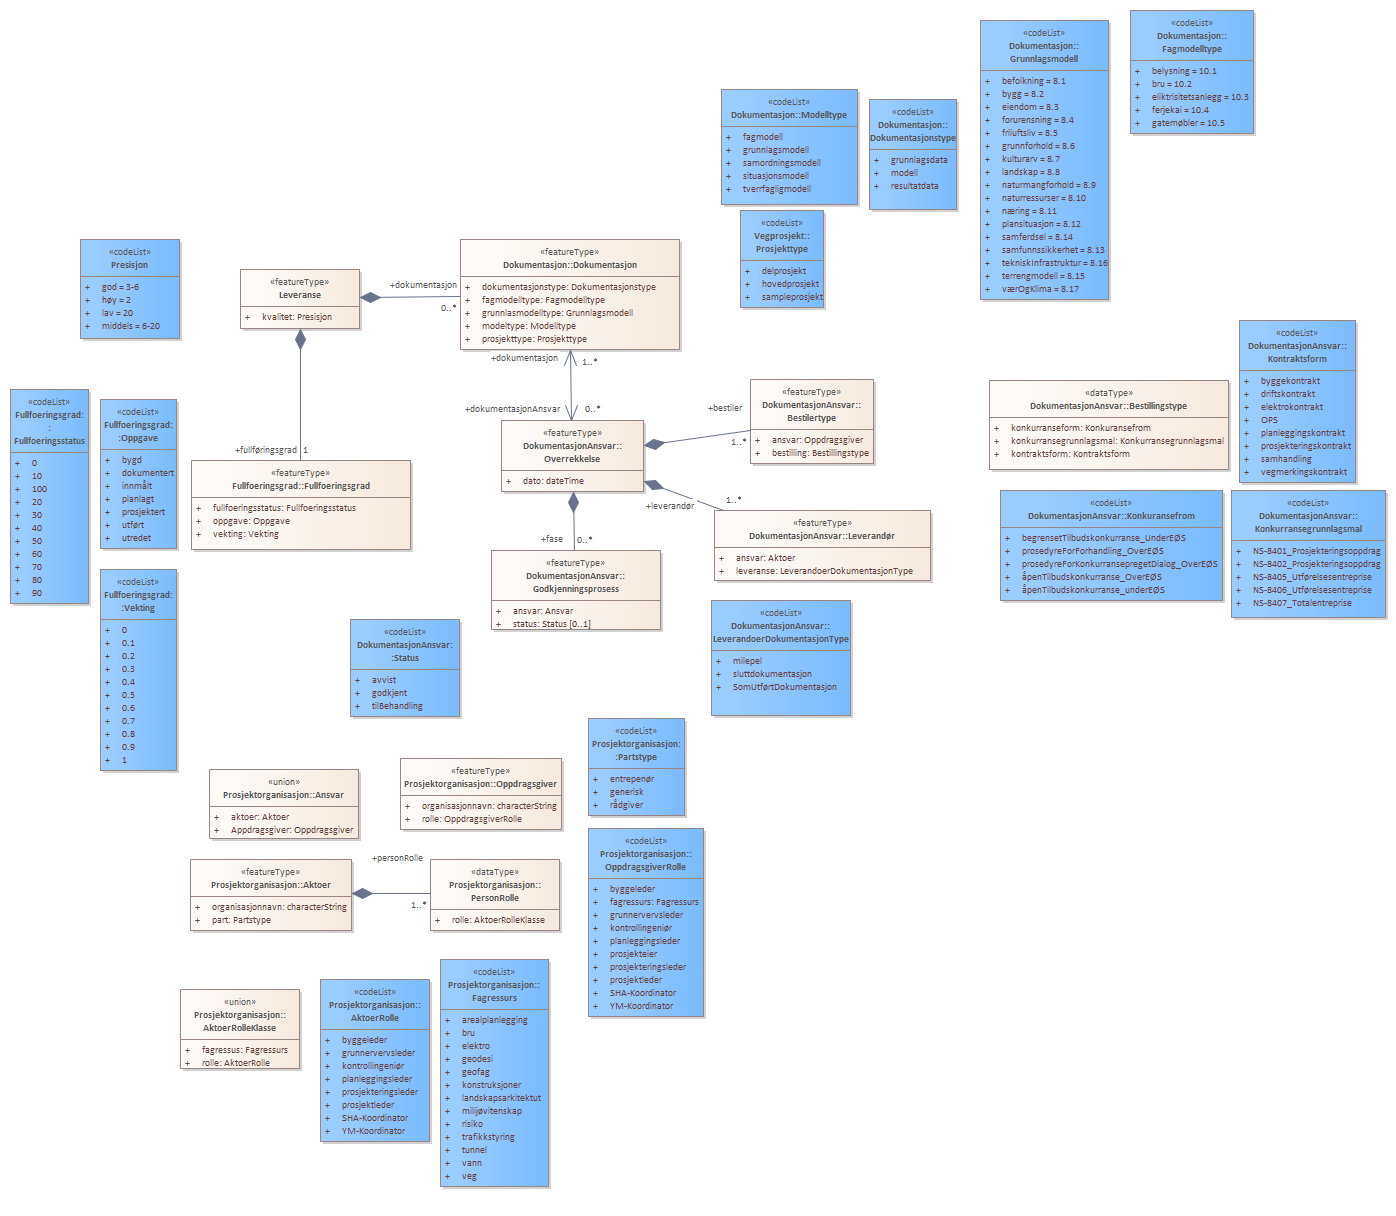 «codeList»
Dokumentasjon::
Fagmodelltype
+ belysning = 10.1
+ bru = 10.2
+ eliktrisitetsanlegg = 10.3
+ ferjekai = 10.4
+ gatemøbler = 10.5
«codeList»
Dokumentasjon::
Grunnlagsmodell
+ befolkning = 8.1
+ bygg = 8.2
+ eiendom = 8.3
+ forurensning = 8.4
+ friluftsliv = 8.5
+ grunnforhold = 8.6
+ kulturarv = 8.7
+ landskap = 8.8
+ naturmangforhold = 8.9
+ naturressurser = 8.10
+ næring = 8.11
+ plansituasjon = 8.12
+ samferdsel = 8.14
+ samfunnssikkerhet = 8.13
+ tekniskInfrastruktur = 8.16
+ terrengmodell = 8.15
+ værOgKlima = 8.17
«codeList»
Dokumentasjon::Modelltype
+ fagmodell
+ grunnlagsmodell
+ samordningsmodell
+ situasjonsmodell
+ tverrfagligmodell
«codeList»
Dokumentasjon::
Dokumentasjonstype
+ grunnlagsdata
+ modell
+ resultatdata
«codeList»
Vegprosjekt::
Prosjekttype
+ delprosjekt
+ hovedprosjekt
+ sampleprosjekt
«codeList»
Presisjon
+ god = 3-6
+ høy = 2
+ lav = 20
+ middels = 6-20
«featureType»
Leveranse
+ kvalitet: Presisjon
+dokumentasjon
0..*
«featureType»
Dokumentasjon::Dokumentasjon
+ dokumentasjonstype: Dokumentasjonstype
+ fagmodelltype: Fagmodelltype
+ grunnlasmodelltype: Grunnlagsmodell
+ modeltype: Modelltype
+ prosjekttype: Prosjekttype
+dokumentasjon
1..*
+dokumentasjonAnsvar
0..*
«codeList»
DokumentasjonAnsvar::
Kontraktsform
+ byggekontrakt
+ driftskontrakt
+ elektrokontrakt
+ OPS
+ planleggingskontrakt
+ prosjekteringskontrakt
+ samhandling
+ vegmerkingskontrakt
«codeList»
Fullfoeringsgrad:
:
Fullfoeringsstatus
+ 0
+ 10
+ 100
+ 20
+ 30
+ 40
+ 50
+ 60
+ 70
+ 80
+ 90
«codeList»
Fullfoeringsgrad:
:Oppgave
+ bygd
+ dokumentert
+ innmålt
+ planlagt
+ prosjektert
+ utført
+ utredet
+fullføringsgrad
1
«featureType»
Fullfoeringsgrad::Fullfoeringsgrad
+ fullfoeringsstatus: Fullfoeringsstatus
+ oppgave: Oppgave
+ vekting: Vekting
«featureType»
DokumentasjonAnsvar::
Overrekkelse
+ dato: dateTime
+bestiler
1..*
«featureType»
DokumentasjonAnsvar::
Bestilertype
+ ansvar: Oppdragsgiver
+ bestilling: Bestillingstype
«dataType»
DokumentasjonAnsvar::Bestillingstype
+ konkurranseform: Konkuransefrom
+ konkurransegrunnlagsmal: Konkurransegrunnlagsmal
+ kontraktsform: Kontraktsform
+leverandør
1..*
«featureType»
DokumentasjonAnsvar::Leverandør
+ ansvar: Aktoer
+ leveranse: LeverandoerDokumentasjonType
«codeList»
DokumentasjonAnsvar::Konkuransefrom
+ begrensetTilbudskonkurranse_UnderEØS
+ prosedyreForForhandling_OverEØS
+ prosedyreForKonkurransepregetDialog_OverEØS
+ åpenTilbudskonkurranse_OverEØS
+ åpenTilbudskonkurranse_underEØS
«codeList»
DokumentasjonAnsvar::
Konkurransegrunnlagsmal
+ NS-8401_Prosjekteringsoppdrag
+ NS-8402_Prosjekteringsoppdrag
+ NS-8405_Utførelsesentreprise
+ NS-8406_Utførelsesentreprise
+ NS-8407_Totalentreprise
+fase
0..*
«featureType»
DokumentasjonAnsvar::
Godkjenningsprosess
+ ansvar: Ansvar
+ status: Status [0..1]
«codeList»
Fullfoeringsgrad:
:Vekting
+ 0
+ 0.1
+ 0.2
+ 0.3
+ 0.4
+ 0.5
+ 0.6
+ 0.7
+ 0.8
+ 0.9
+ 1
«codeList»
DokumentasjonAnsvar:
:Status
+ avvist
+ godkjent
+ tilBehandling
«codeList»
DokumentasjonAnsvar::
LeverandoerDokumentasjonType
+ milepel
+ sluttdokumentasjon
+ SomUtførtDokumentasjon
«codeList»
Prosjektorganisasjon:
:Partstype
+ entrepenør
+ generisk
+ rådgiver
«union»
Prosjektorganisasjon::Ansvar
+ aktoer: Aktoer
+ Appdragsgiver: Oppdragsgiver
«featureType»
Prosjektorganisasjon::Oppdragsgiver
+ organisasjonnavn: characterString
+ rolle: OppdragsgiverRolle
«codeList»
Prosjektorganisasjon::
OppdragsgiverRolle
+ byggeleder
+ fagressurs: Fagressurs
+ grunnervervsleder
+ kontrollingeniør
+ planleggingsleder
+ prosjekteier
+ prosjekteringsleder
+ prosjektleder
+ SHA-Koordinator
+ YM-Koordinator
«featureType»
Prosjektorganisasjon::Aktoer
+ organisasjonnavn: characterString
+ part: Partstype
+personRolle
1..*
«dataType»
Prosjektorganisasjon::
PersonRolle
+ rolle: AktoerRolleKlasse
«union»
Prosjektorganisasjon::
AktoerRolleKlasse
+ fagressus: Fagressurs
+ rolle: AktoerRolle
«codeList»
Prosjektorganisasjon::
AktoerRolle
+ byggeleder
+ grunnervervsleder
+ kontrollingeniør
+ planleggingsleder
+ prosjekteringsleder
+ prosjektleder
+ SHA-Koordinator
+ YM-Koordinator
«codeList»
Prosjektorganisasjon::
Fagressurs
+ arealplanlegging
+ bru
+ elektro
+ geodesi
+ geofag
+ konstruksjoner
+ landskapsarkitektut
+ milijøvitenskap
+ risiko
+ trafikkstyring
+ tunnel
+ vann
+ veg